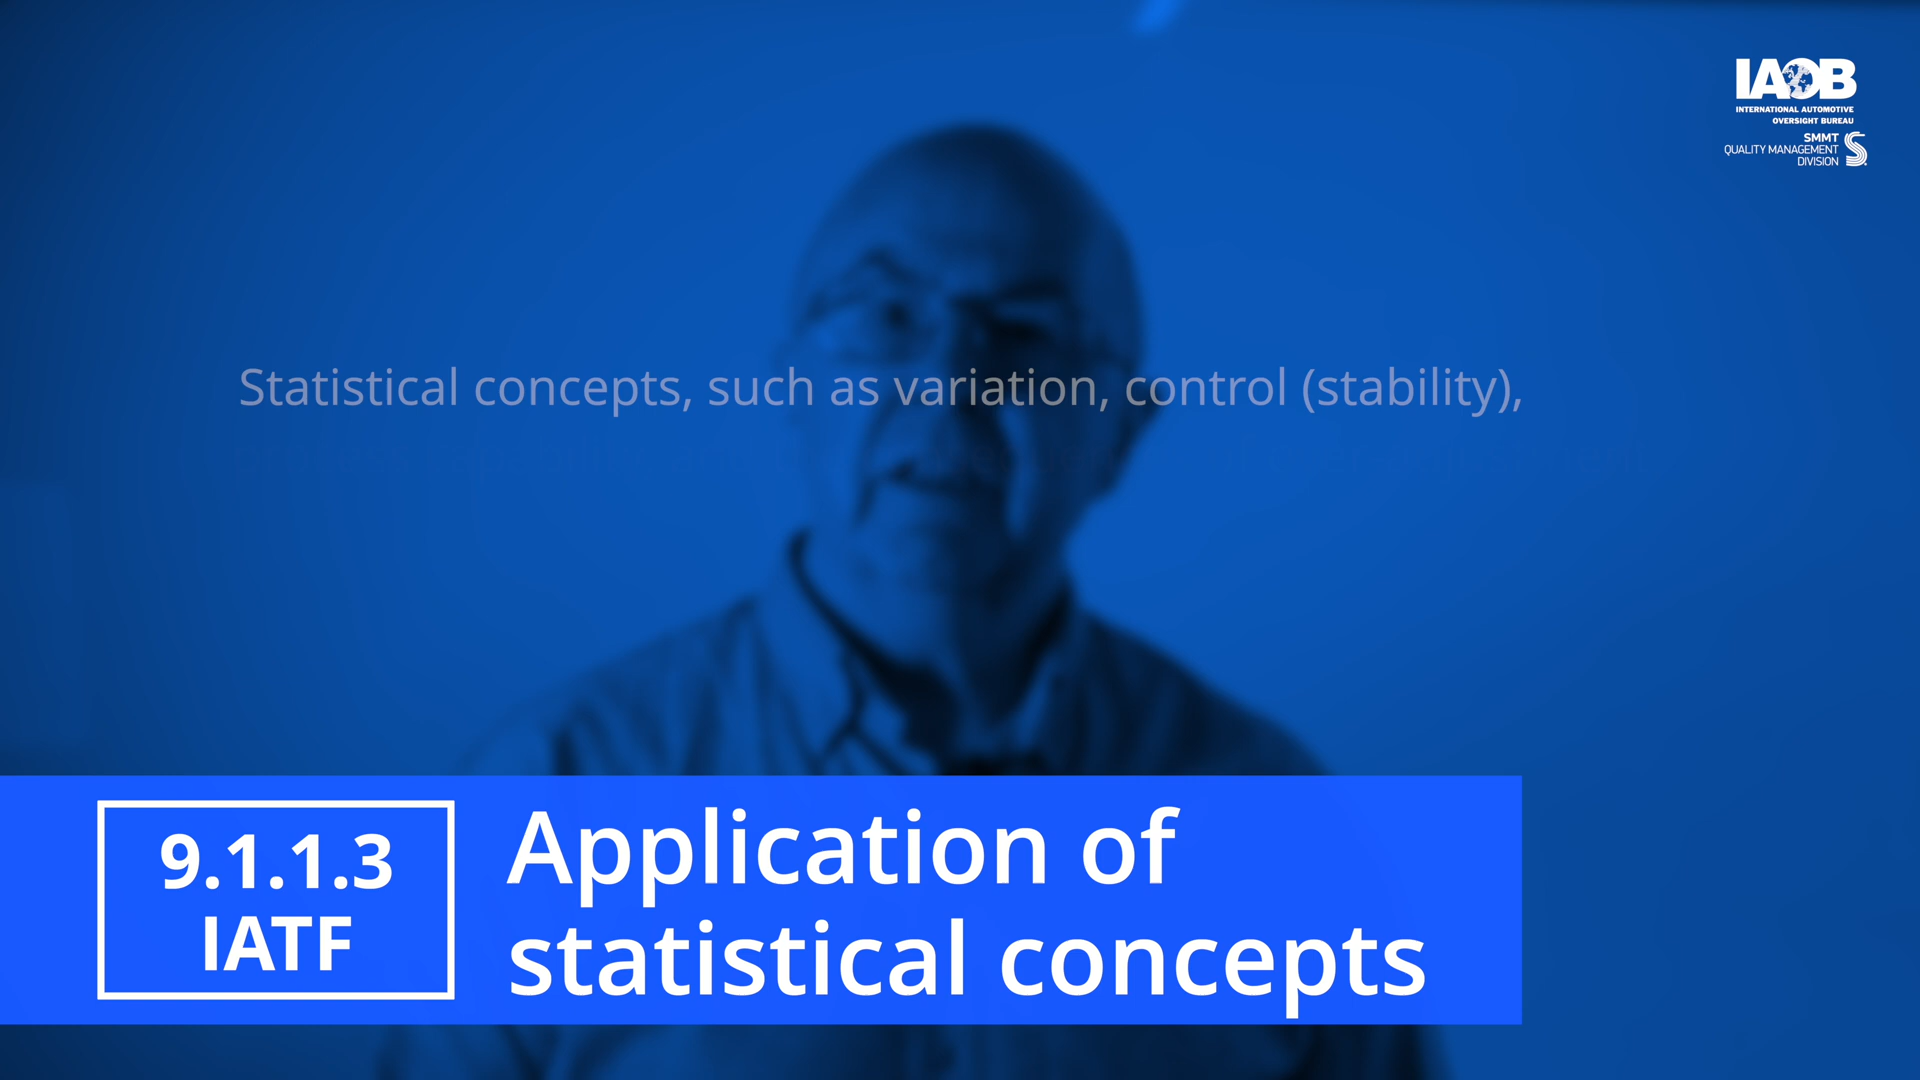 IAOB
INTERNATIONAL AUTOMOTIVE
OVERSIGHT BUREAU
SMMT
QUALITY MANAGEMENT
DIVISION
Statistical concepts, such as variation, control (stability),
9.1.1.3
IATF
Application of
statistical concepts